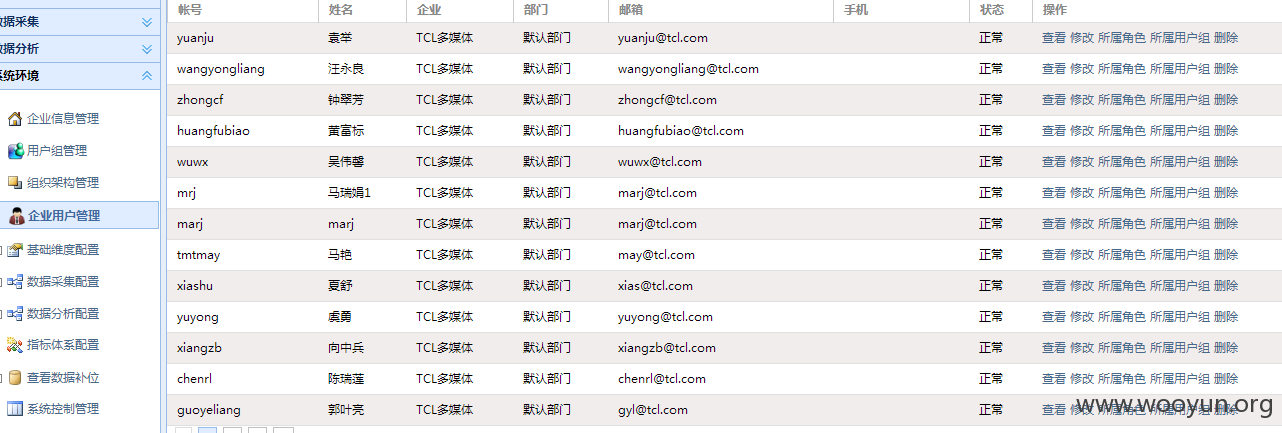 数据采集
数据分析
系统环境
企业信息管理
用户组管理
组织架构管理
企业用户管理
基础维度配置
数据采集配置
数据分析配置
指标体系配置
查看数据补位
系统控制管理
帐号 姓名 企业 部门 邮箱 手机 状态 操作
yuanju 袁举 TCL多媒体 默认部门 yuanju@tcl.com 正常 查看 修改 所属角色 所属用户组 删除
wangyongliang 汪永良 TCL多媒体 默认部门 wangyongliang@tcl.com 正常 查看 修改 所属角色 所属用户组 删除
zhongcf 钟翠芳 TCL多媒体 默认部门 zhongcf@tcl.com 正常 查看 修改 所属角色 所属用户组 删除
huangfubiao 黄富标 TCL多媒体 默认部门 huangfubiao@tcl.com 正常 查看 修改 所属角色 所属用户组 删除
wuwx 吴伟馨 TCL多媒体 默认部门 wuwx@tcl.com 正常 查看 修改 所属角色 所属用户组 删除
mrj 马瑞娟1 TCL多媒体 默认部门 marj@tcl.com 正常 查看 修改 所属角色 所属用户组 删除
marj marj TCL多媒体 默认部门 marj@tcl.com 正常 查看 修改 所属角色 所属用户组 删除
tmtmay 马艳 TCL多媒体 默认部门 may@tcl.com 正常 查看 修改 所属角色 所属用户组 删除
xiashu 夏舒 TCL多媒体 默认部门 xias@tcl.com 正常 查看 修改 所属角色 所属用户组 删除
yuyong 虞勇 TCL多媒体 默认部门 yuyong@tcl.com 正常 查看 修改 所属角色 所属用户组 删除
xiangzb 向中兵 TCL多媒体 默认部门 xiangzb@tcl.com 正常 查看 修改 所属角色 所属用户组 删除
chenrl 陈瑞莲 TCL多媒体 默认部门 chenrl@tcl.com 正常 查看 修改 所属角色 所属用户组 删除
guoyeliang 郭叶亮 TCL多媒体 默认部门 gyl@tcl.com 正常 查看 修改 所属角色 所属用户组 删除
www.wooyun.org